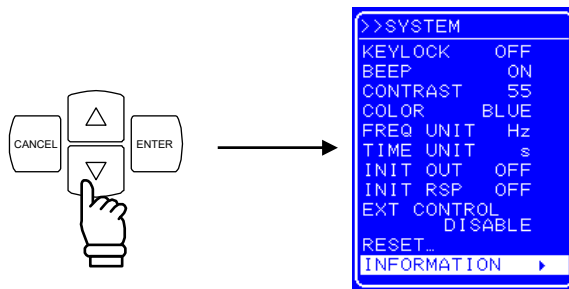 CANCEL
ENTER
>>SYSTEM
KEYLOCK OFF
BEEP ON
CONTRAST 55
COLOR BLUE
FREQ UNIT Hz
TIME UNIT s
INIT OUT OFF
INIT RSP OFF
EXT CONTROL
DISABLE
RESET…
INFORMATION